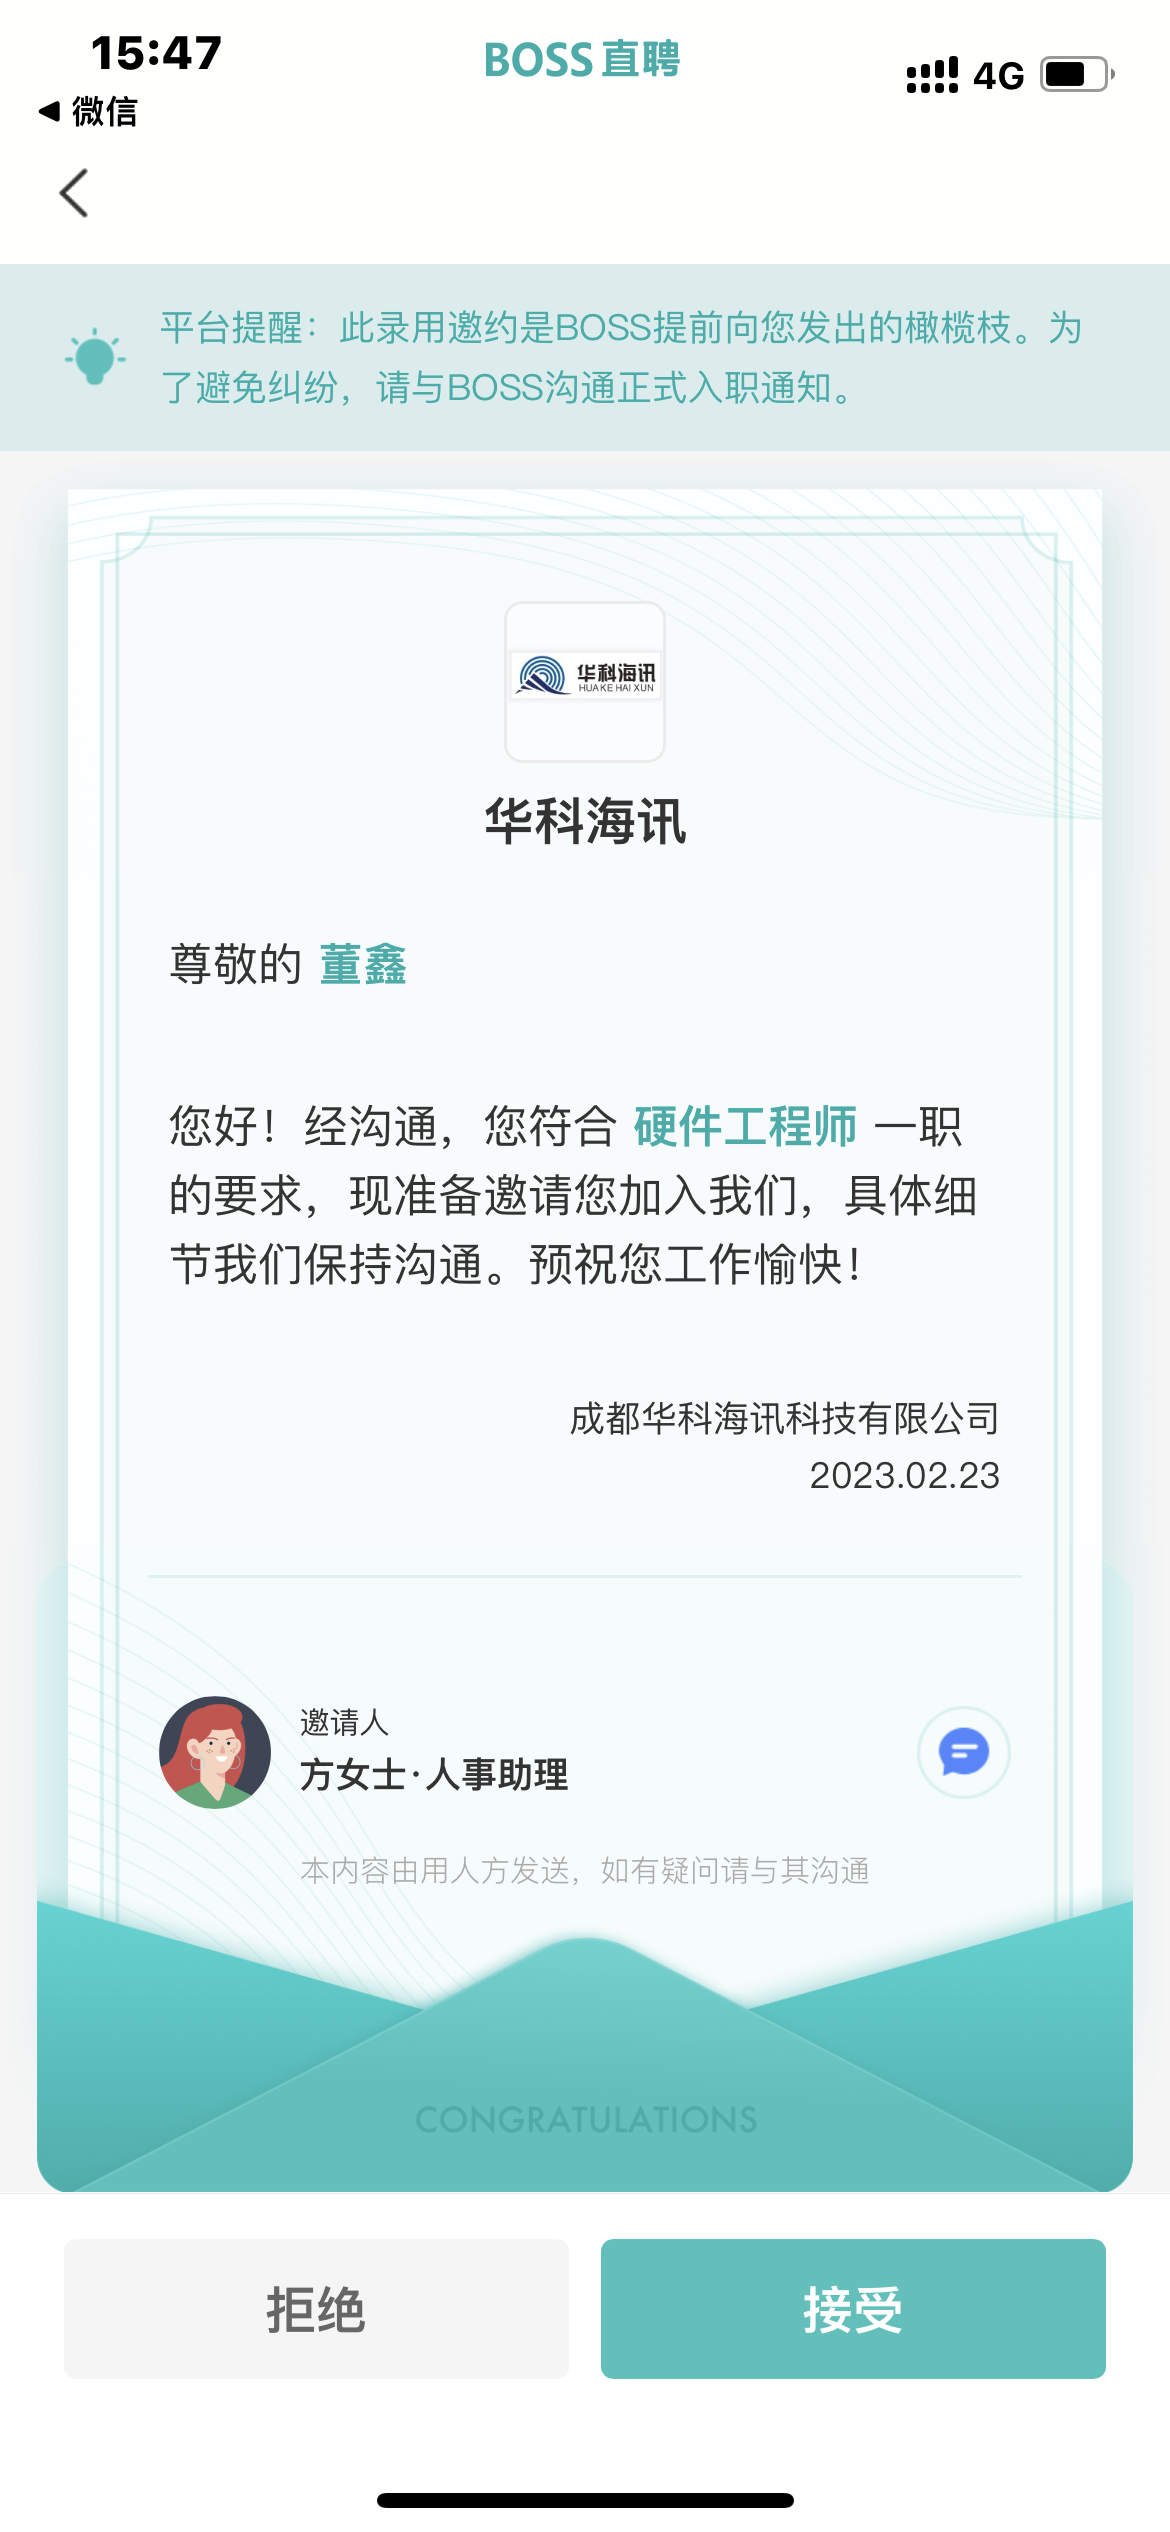 15:47
BOSS直聘
4G
微信
平台提醒：此录用邀约是BOSS提前向您发出的橄榄枝。为
了避免纠纷，请与BOSS沟通正式入职通知。
华科海讯
HUA KE HAI XUN
华科海讯
尊敬的 董鑫
您好！经沟通，您符合 硬件工程师 一职
的要求，现准备邀请您加入我们，具体细
节我们保持沟通。预祝您工作愉快！
成都华科海讯科技有限公司
2023.02.23
邀请人
方女士·人事助理
本内容由用人方发送，如有疑问请与其沟通
CONGRATULATIONS
拒绝
接受